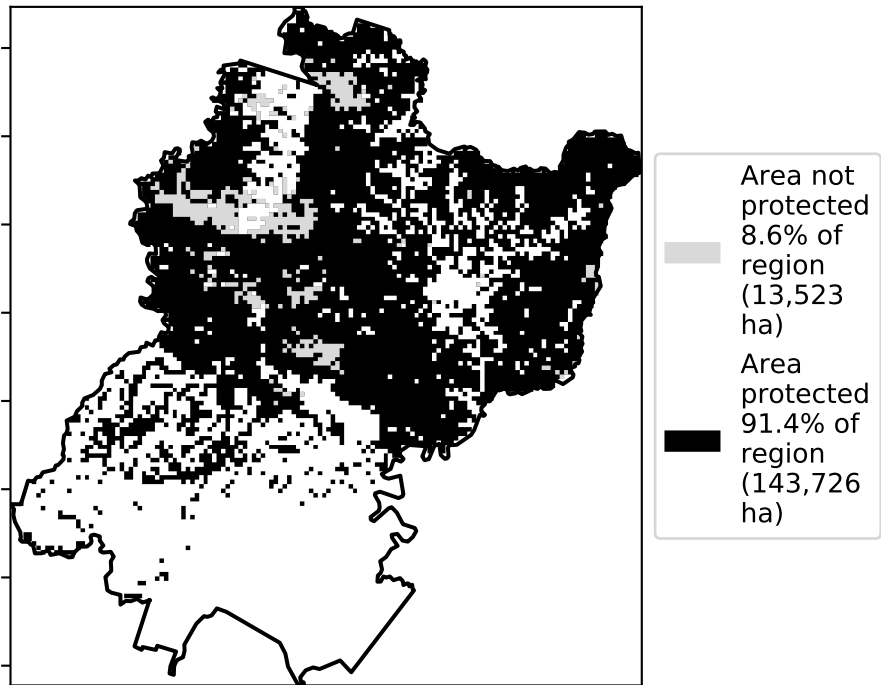 Area not
protected
8.6% of
region
(13,523
ha)
Area
protected
91.4% of
region
(143,726
ha)